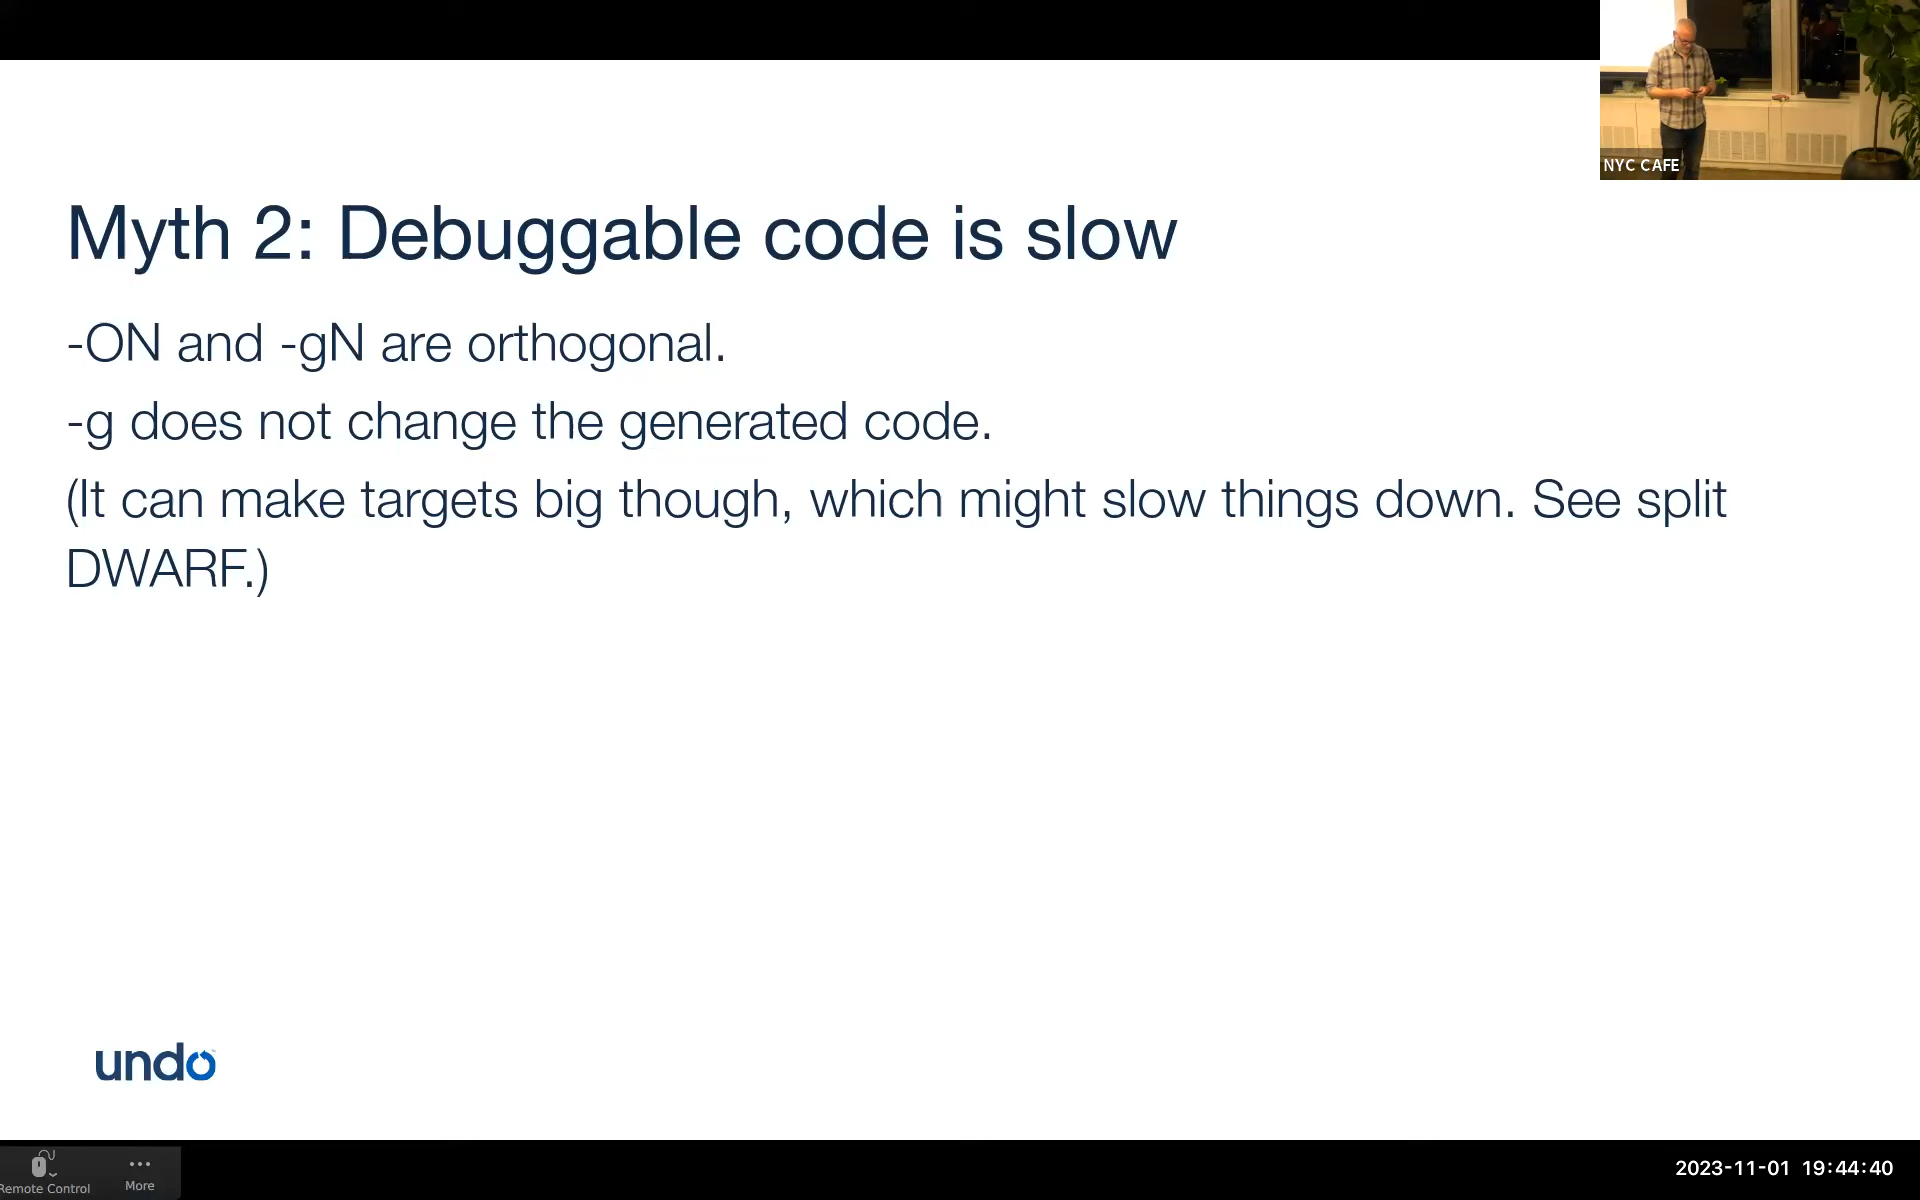 NYC CAFE
Myth 2: Debuggable code is slow
-ON and -gN are orthogonal.
-g does not change the generated code.
(It can make targets big though, which might slow things down. See split
DWARF.)
undo
Remote Control
More
2023-11-01 19:44:40